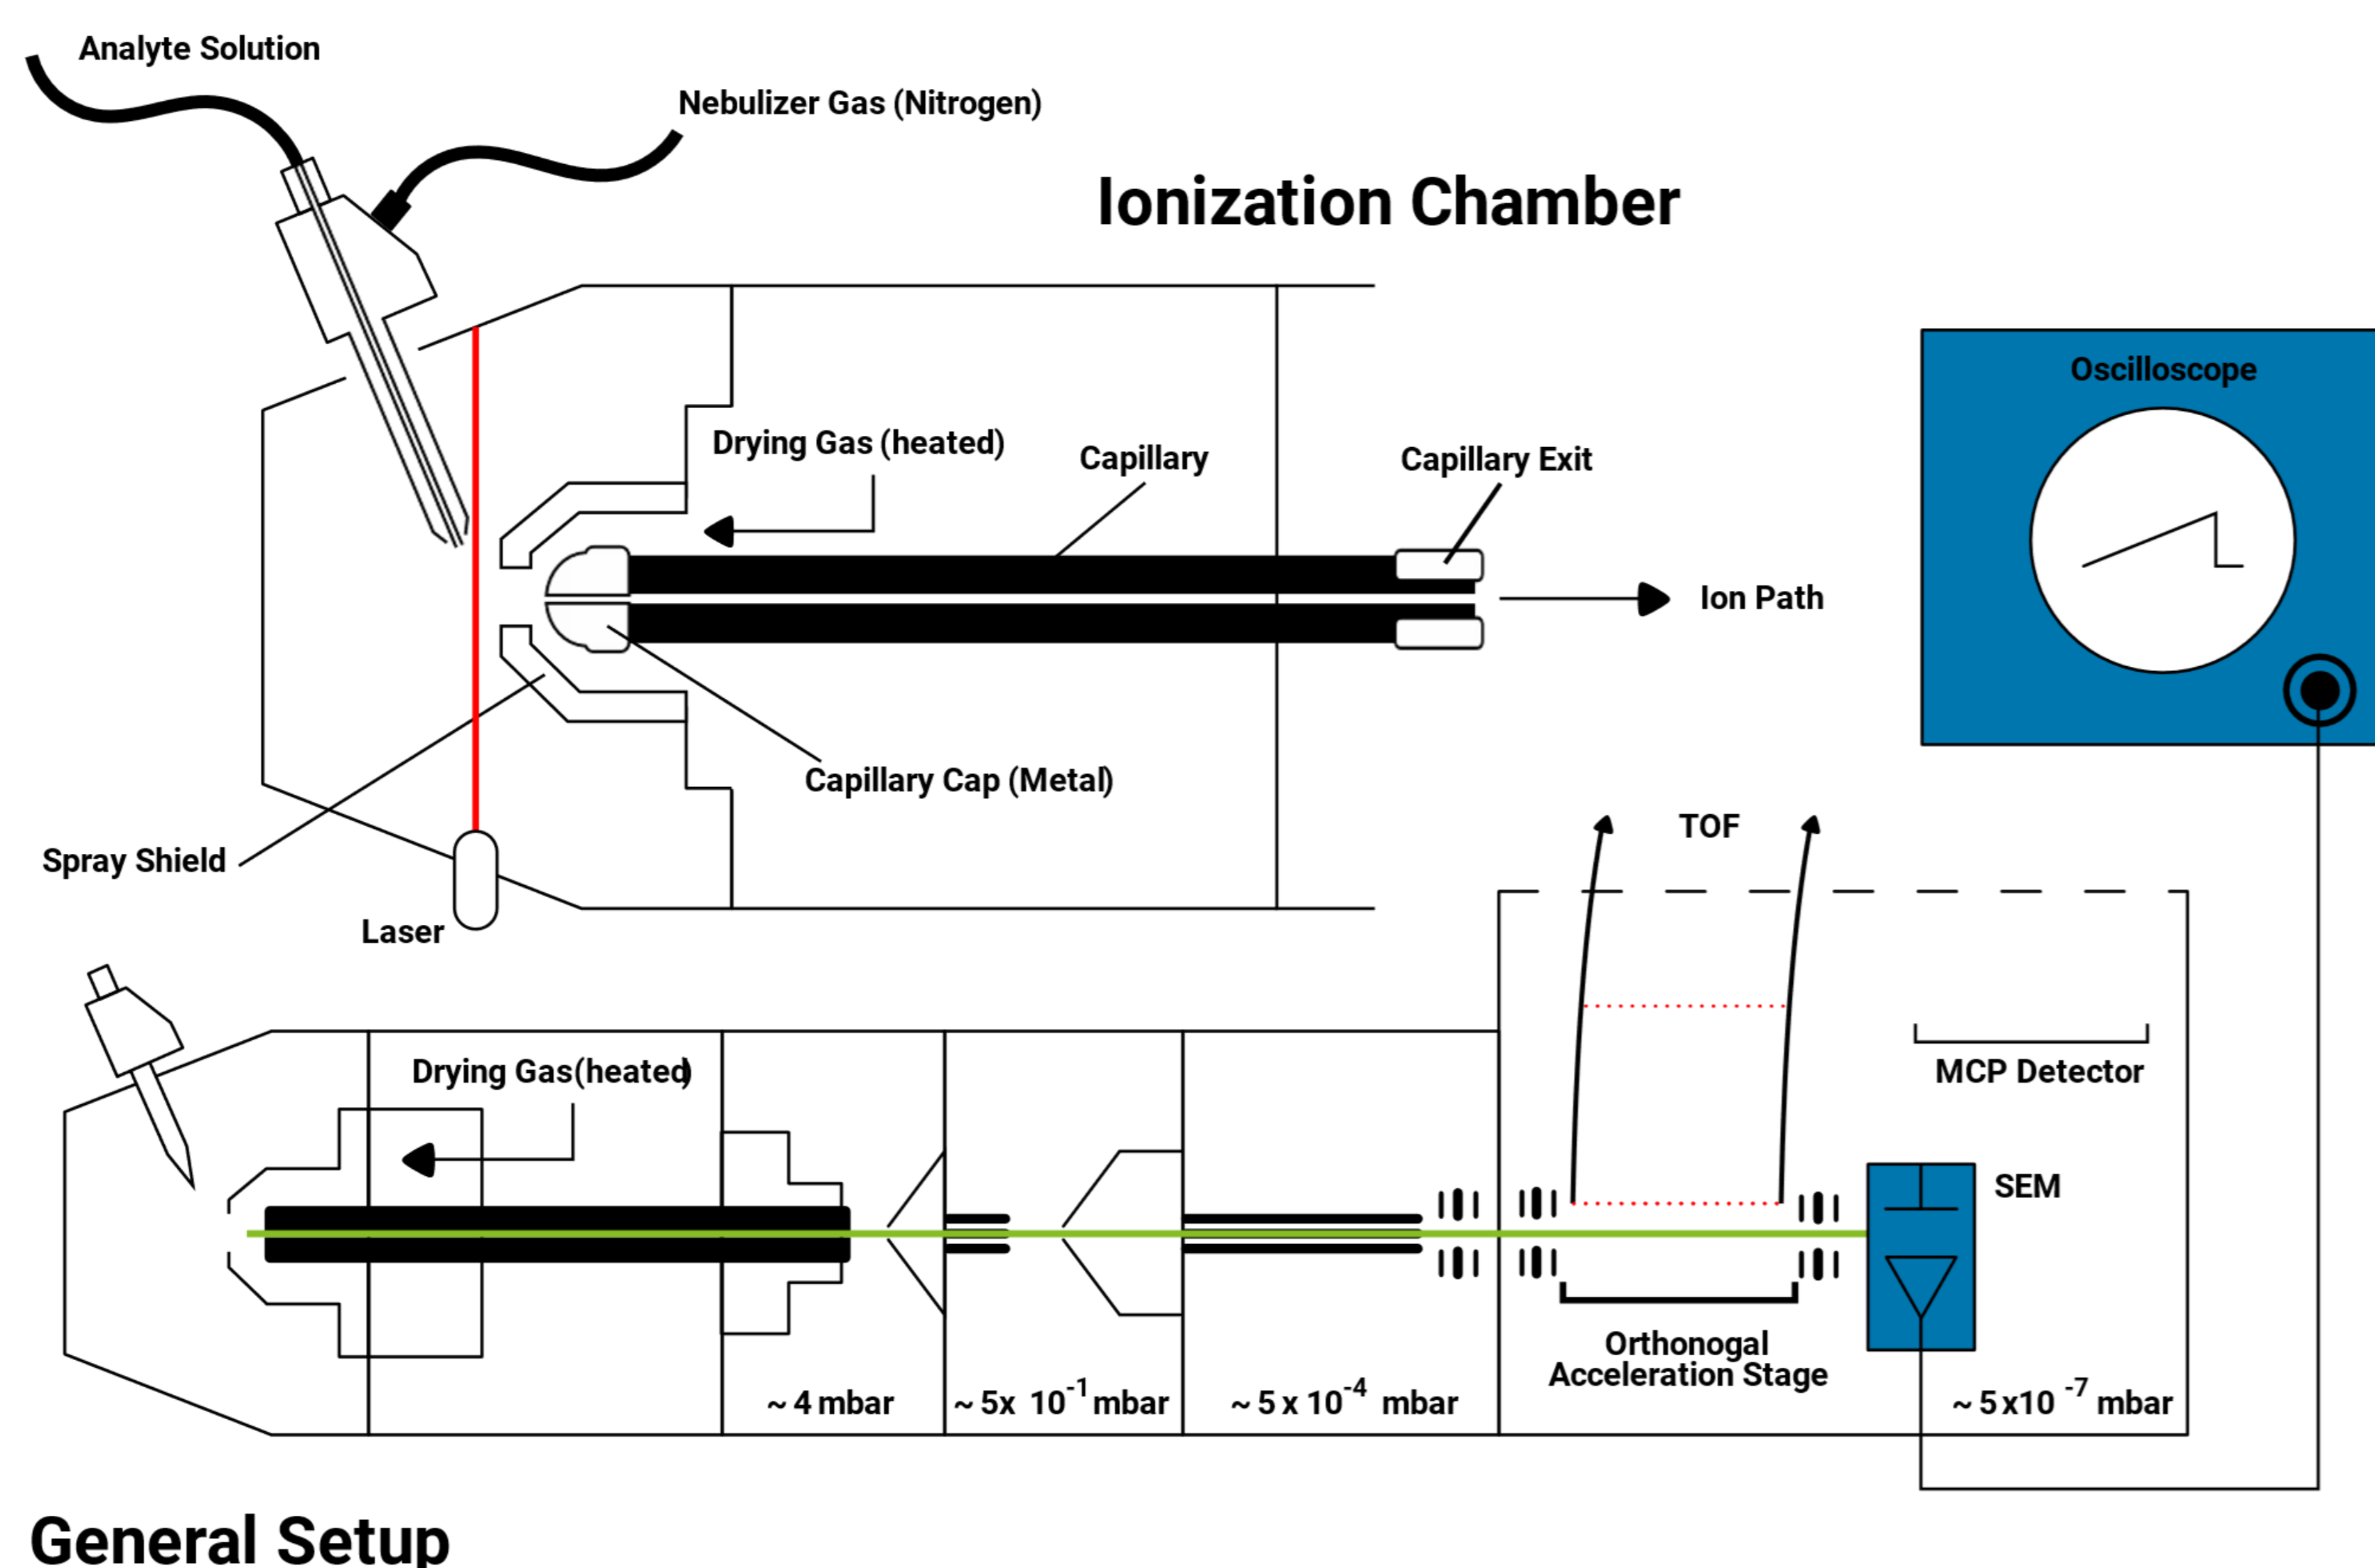 Analyte Solution
Nebulizer Gas (Nitrogen)
Ionization Chamber
Oscilloscope
Drying Gas (heated)
Capillary
Capillary Exit
Ion Path
Capillary Cap (Metal)
Spray Shield
TOF
Laser
Drying Gas(heated)
MCP Detector
SEM
Orthonogal
Acceleration Stage
~ 4 mbar
~ 5x 10-1 mbar
~ 5 x 10-4 mbar
~ 5 x10 -7 mbar
General Setup